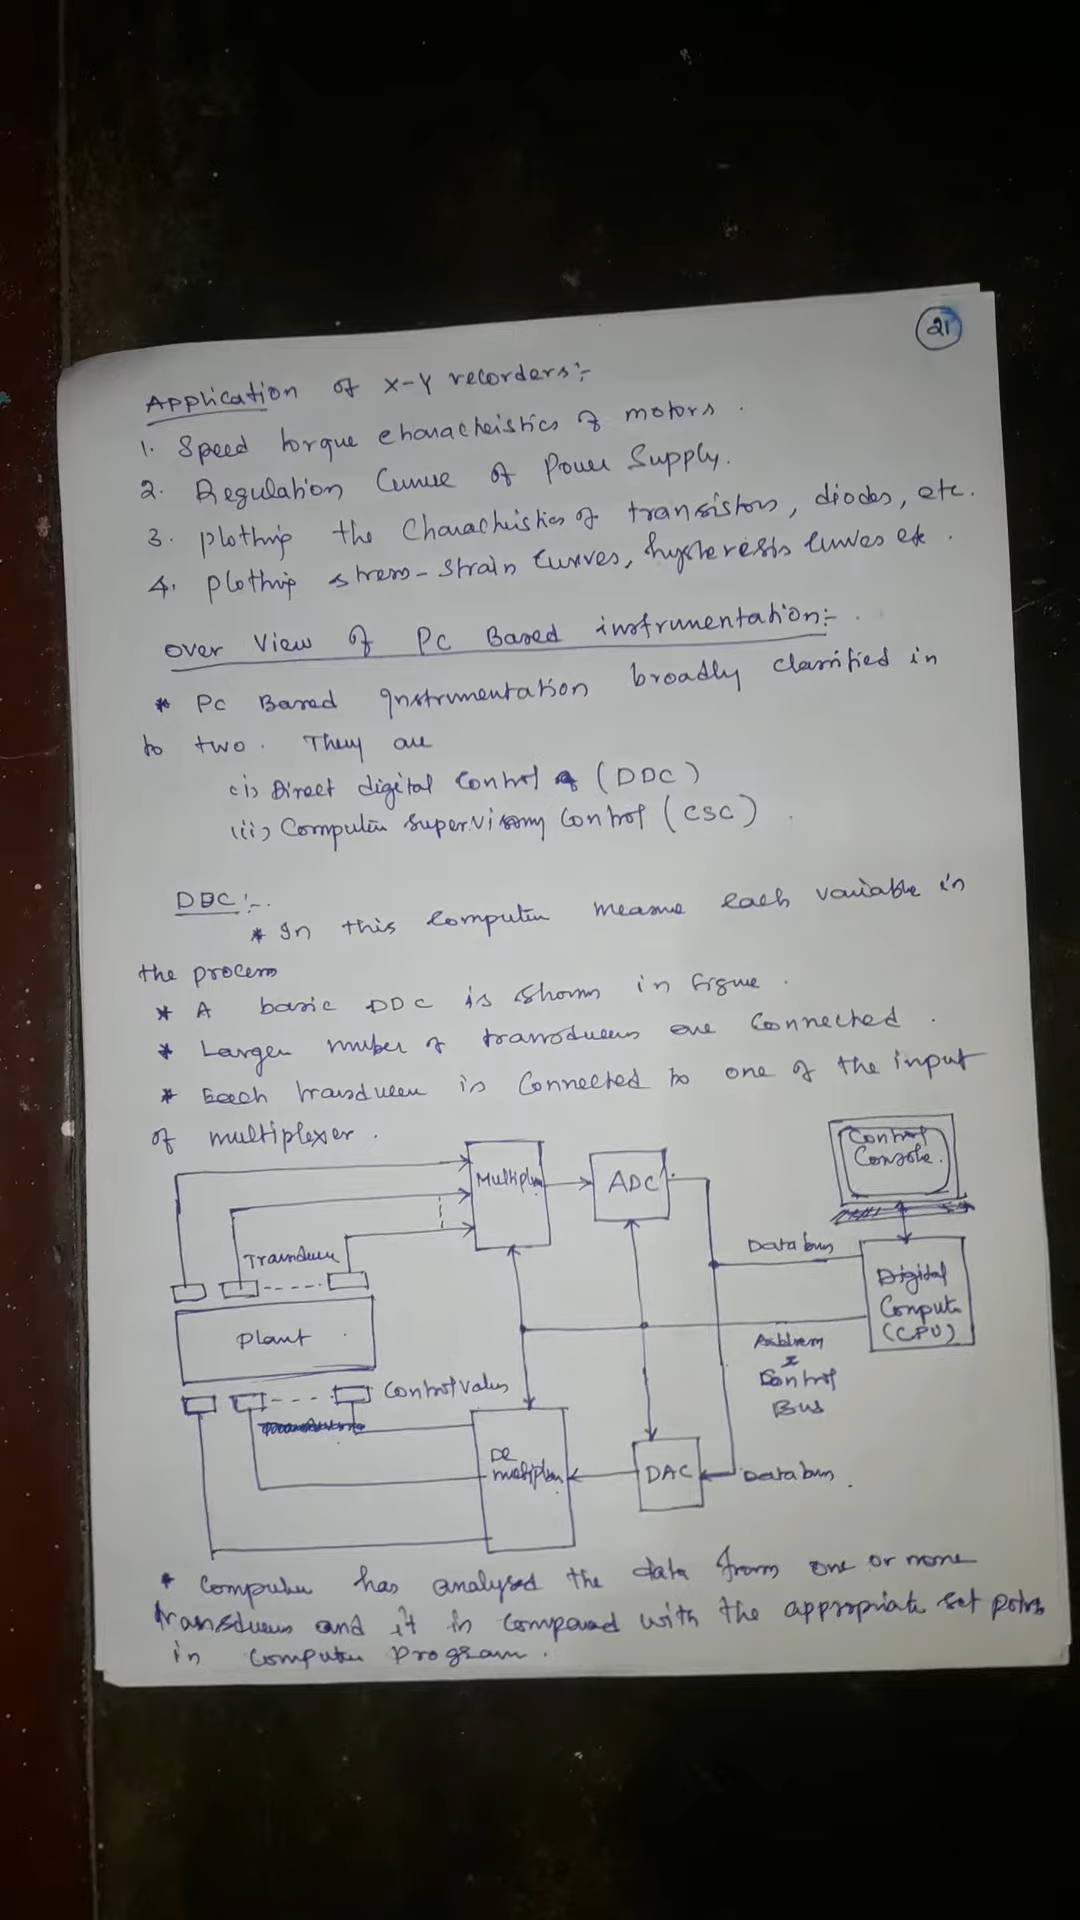 21
Application of X-Y recorders:-
1. Speed torque characteristics of motors.
2. Regulation Curve of Power Supply.
3. plotting the Characteristics of transistors, diodes, etc.
4. plotting stress-strain curves, hysteresis curves etc.
Over View of Pc Based instrumentation:-
* Pc Based Instrumentation broadly classified in
to two. They are
(i) Direct digital Control (DDC)
(ii) Computer supervisory Control (CSC)
DDC:-
* In this computer measure each variable in
the process
* A basic DDC is shown in figure.
* Larger number of transducers are connected.
* Each transducer is connected to one of the input
of multiplexer.
Control
Console.
Multiplexer
ADC
Data bus
Transducer
Digital
Computer
(CPU)
Plant
Address
&
Control
Bus
Control valves
De
multiplexer
DAC
Data bus
* Computer has analysed the data from one or more
transducers and it is compared with the appropriate set points
in computer program.